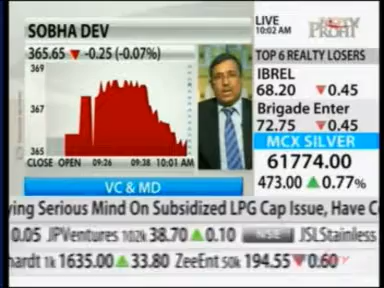 SOBHA DEV
365.65 ▼ -0.25 (-0.07%)
369
367
365
CLOSE OPEN 09:26 09:38 10:01 AM
VC & MD
LIVE
10:02 AM
PROFIT
TOP 6 REALTY LOSERS
IBREL
68.20 ▼ 0.45
Brigade Enter
72.75 ▼ 0.45
MCX SILVER
61774.00
473.00 ▲ 0.77%
ying Serious Mind On Subsidized LPG Cap Issue, Have Co
0.05 JPVentures 102k 38.70 ▲ 0.10 NSE JSLStainless
hardt 1k 1635.00 ▲ 33.80 ZeeEnt 50k 194.55 ▼ 0.60